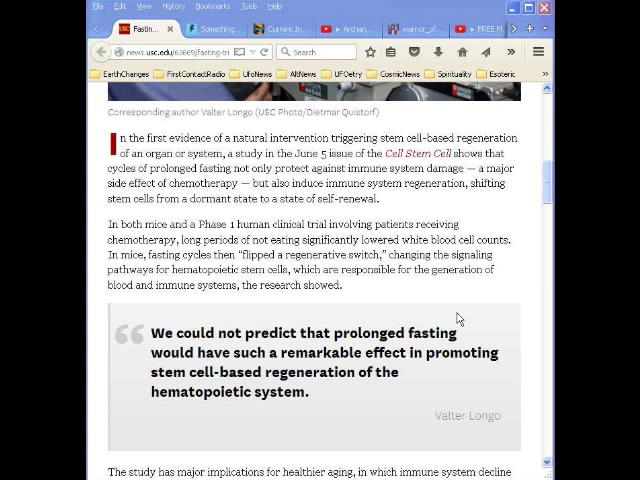 File Edit View History Bookmarks Tools Help
USC Fasting-... Something... Current In... Archan... warrior_of... FREE M...
news.usc.edu/63669/fasting-tri Search
EarthChanges FirstContactRadio UfoNews AltNews UFOetry CosmicNews Spirituality Esoteric
Corresponding author Valter Longo (USC Photo/Dietmar Quistorf)
In the first evidence of a natural intervention triggering stem cell-based regeneration
of an organ or system, a study in the June 5 issue of the Cell Stem Cell shows that
cycles of prolonged fasting not only protect against immune system damage — a major
side effect of chemotherapy — but also induce immune system regeneration, shifting
stem cells from a dormant state to a state of self-renewal.
In both mice and a Phase 1 human clinical trial involving patients receiving
chemotherapy, long periods of not eating significantly lowered white blood cell counts.
In mice, fasting cycles then “flipped a regenerative switch,” changing the signaling
pathways for hematopoietic stem cells, which are responsible for the generation of
blood and immune systems, the research showed.
“ We could not predict that prolonged fasting
would have such a remarkable effect in promoting
stem cell-based regeneration of the
hematopoietic system.
Valter Longo
The study has major implications for healthier aging, in which immune system decline